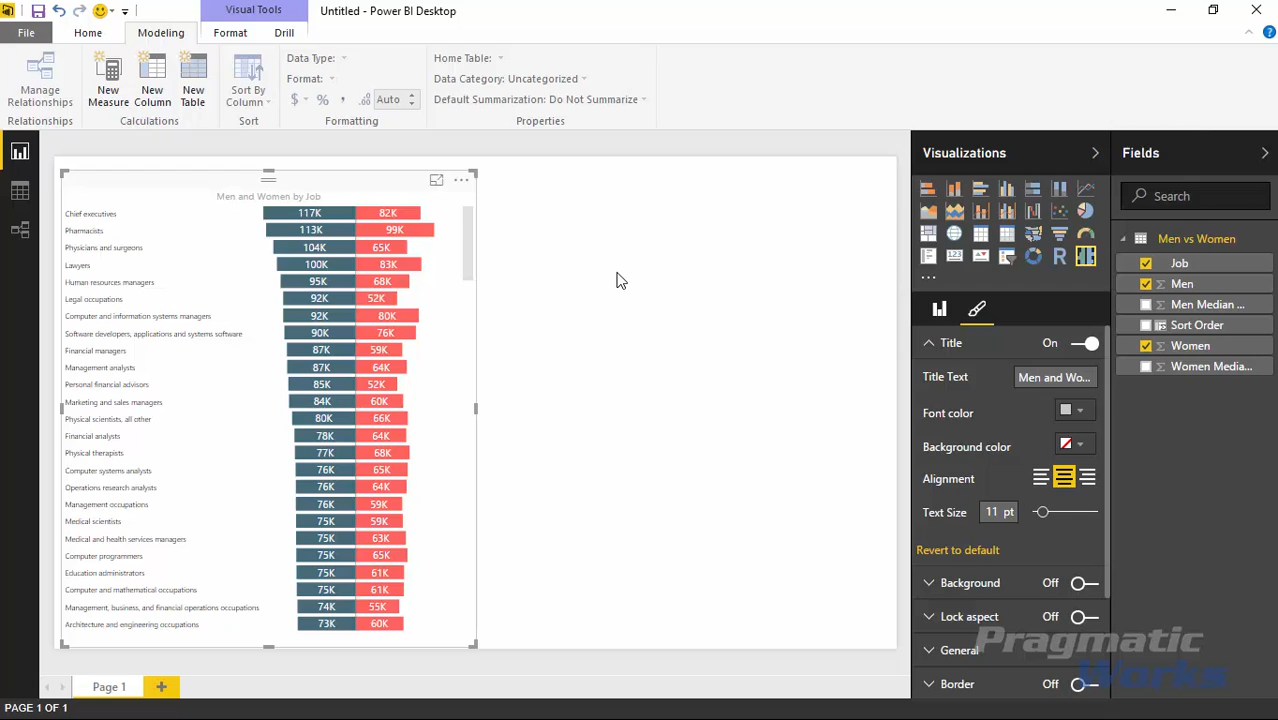 Visual Tools
Untitled - Power BI Desktop
File
Home
Modeling
Format
Drill
Manage Relationships
New Measure
New Column
New Table
Sort By Column
Data Type:
Format:
$ % , Auto
Home Table:
Data Category: Uncategorized
Default Summarization: Do Not Summarize
Relationships
Calculations
Sort
Formatting
Properties
Men and Women by Job
Chief executives 117K 82K
Pharmacists 113K 99K
Physicians and surgeons 104K 65K
Lawyers 100K 83K
Human resources managers 95K 68K
Legal occupations 92K 52K
Computer and information systems managers 92K 80K
Software developers, applications and systems software 90K 76K
Financial managers 87K 59K
Management analysts 87K 64K
Personal financial advisors 85K 52K
Marketing and sales managers 84K 60K
Physical scientists, all other 80K 66K
Financial analysts 78K 64K
Physical therapists 77K 68K
Computer systems analysts 76K 65K
Operations research analysts 76K 64K
Management occupations 76K 59K
Medical scientists 75K 59K
Medical and health services managers 75K 63K
Computer programmers 75K 65K
Education administrators 75K 61K
Computer and mathematical occupations 75K 61K
Management, business, and financial operations occupations 74K 55K
Architecture and engineering occupations 73K 60K
Visualizations
R
Title On
Title Text Men and Wo...
Font color
Background color
Alignment
Text Size 11 pt
Revert to default
Background Off
Lock aspect Off
General
Border Off
Fields
Search
Men vs Women
Job
Men
Men Median ...
Sort Order
Women
Women Media...
Pragmatic
Works
Page 1
PAGE 1 OF 1